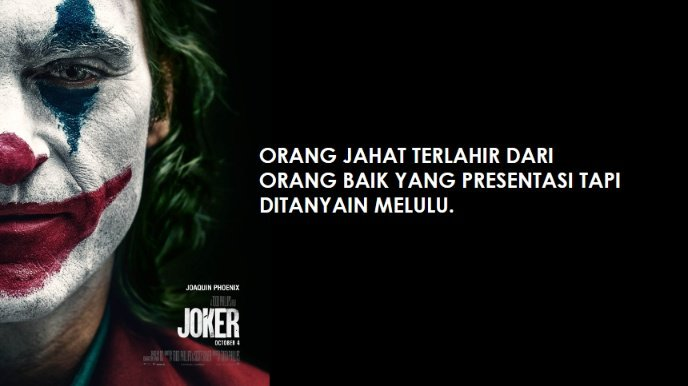 ORANG JAHAT TERLAHIR DARI
ORANG BAIK YANG PRESENTASI TAPI
DITANYAIN MELULU.
JOAQUIN PHOENIX
JOKER
OCTOBER 4